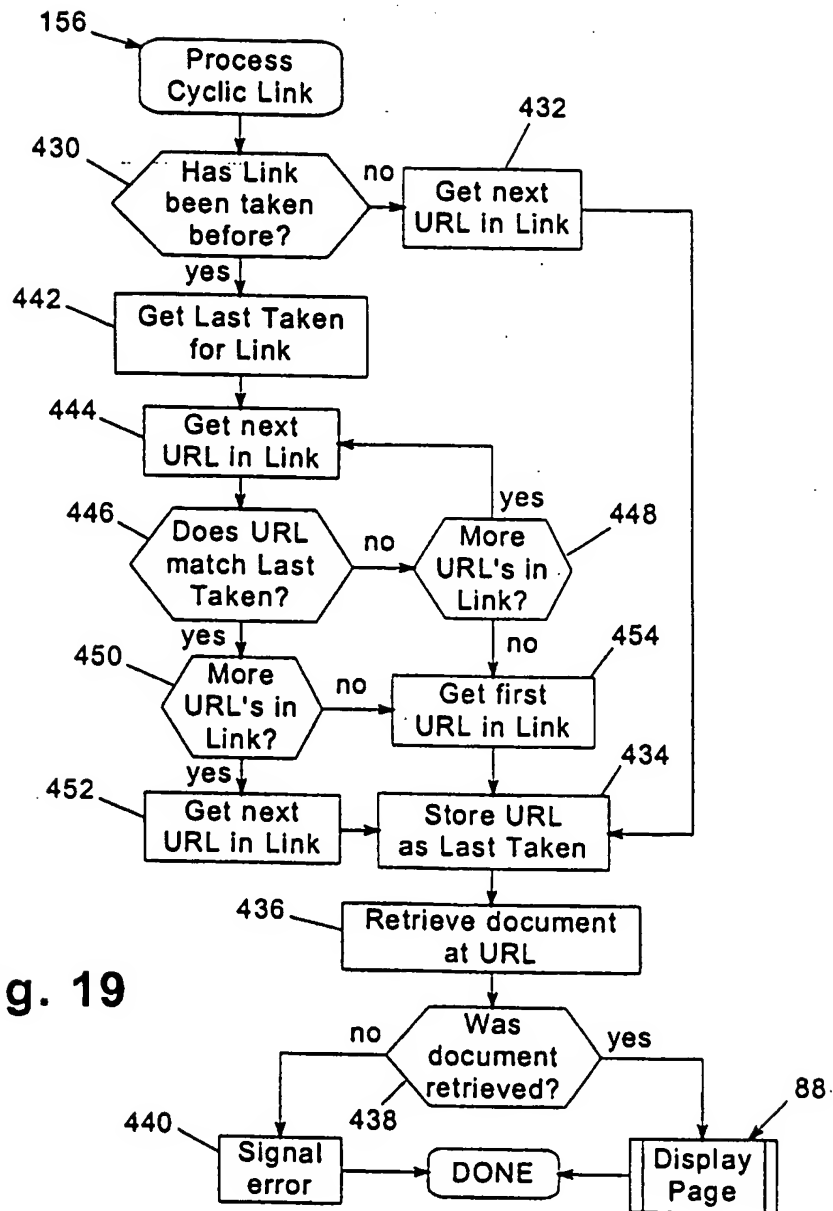 156
Process
Cyclic Link
430
Has Link
been taken
before?
no
432
Get next
URL in Link
yes
442
Get Last Taken
for Link
444
Get next
URL in Link
446
Does URL
match Last
Taken?
no
yes
More
URL's in
Link?
448
yes
no
450
More
URL's in
Link?
no
454
Get first
URL in Link
yes
452
Get next
URL in Link
434
Store URL
as Last Taken
436
Retrieve document
at URL
g. 19
no
Was
document
retrieved?
yes
438
440
Signal
error
DONE
88
Display
Page